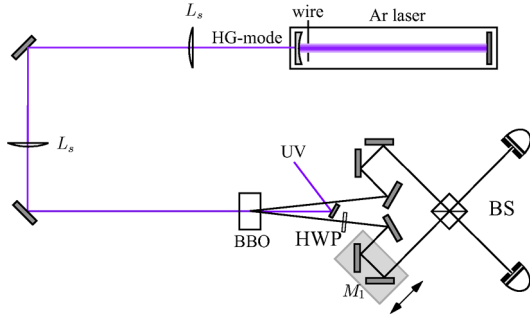 L_s
wire
Ar laser
HG-mode
L_s
UV
BBO
HWP
BS
M_1